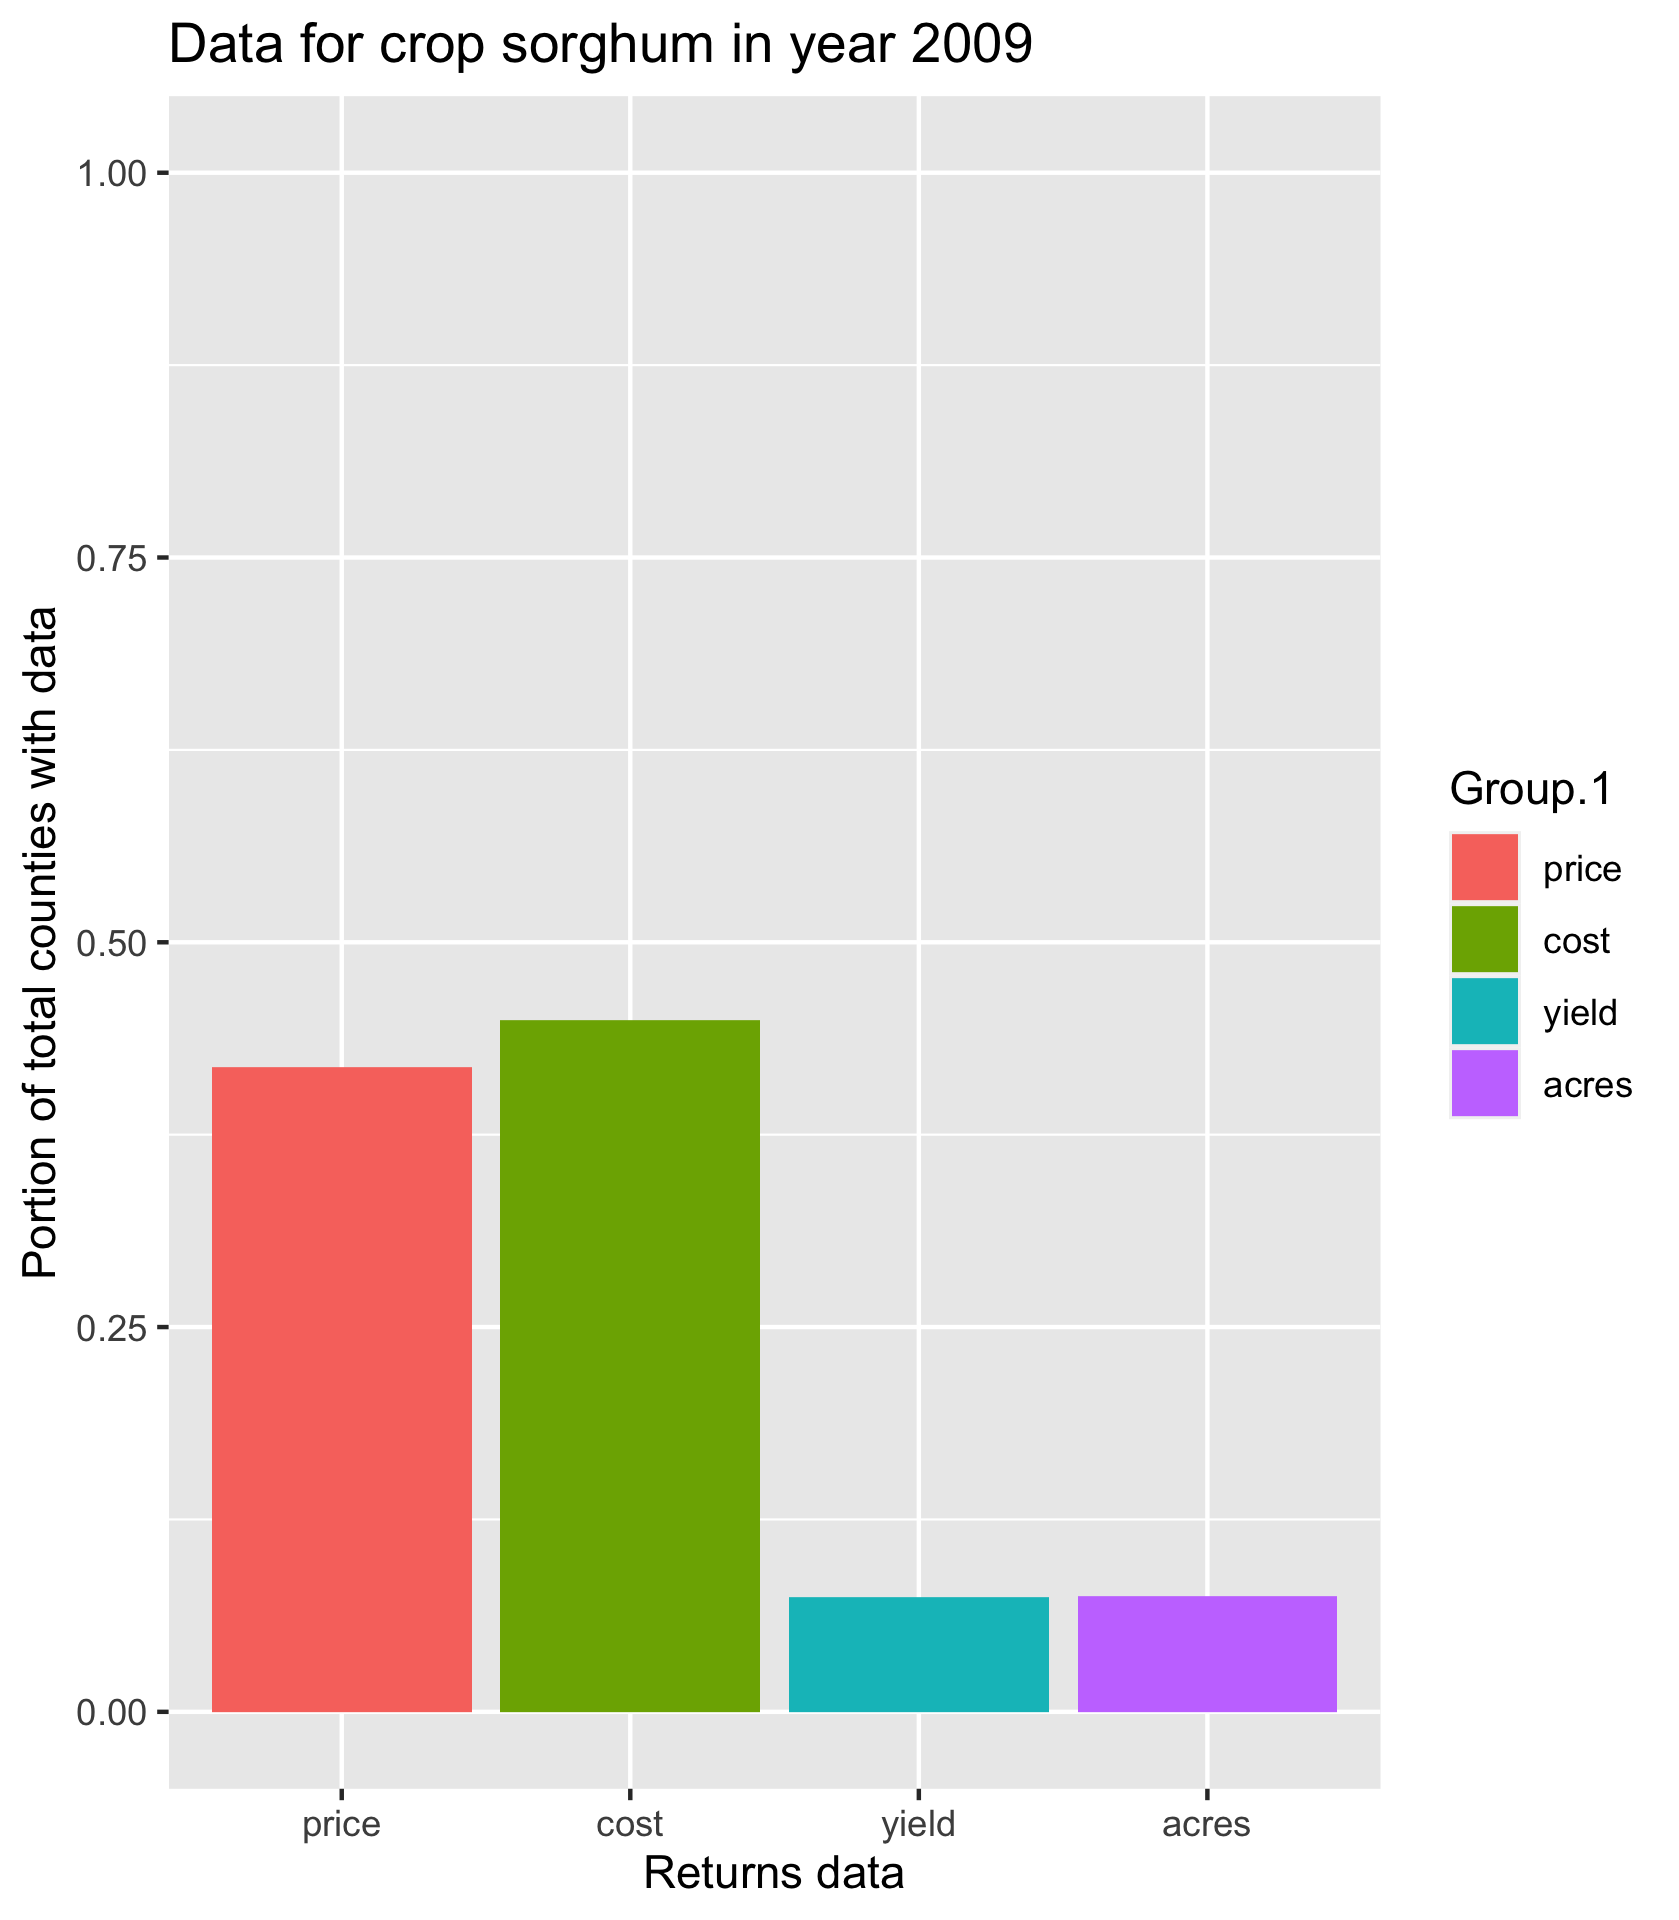 Data for crop sorghum in year 2009
Portion of total counties with data
1.00
0.75
0.50
0.25
0.00
price
cost
yield
acres
Returns data
Group.1
price
cost
yield
acres